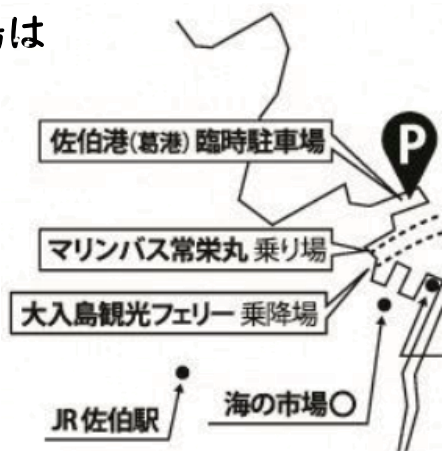 は
P
佐伯港(葛港)臨時駐車場
マリンバス常栄丸 乗り場
大入島観光フェリー 乗降場
海の市場○
JR佐伯駅